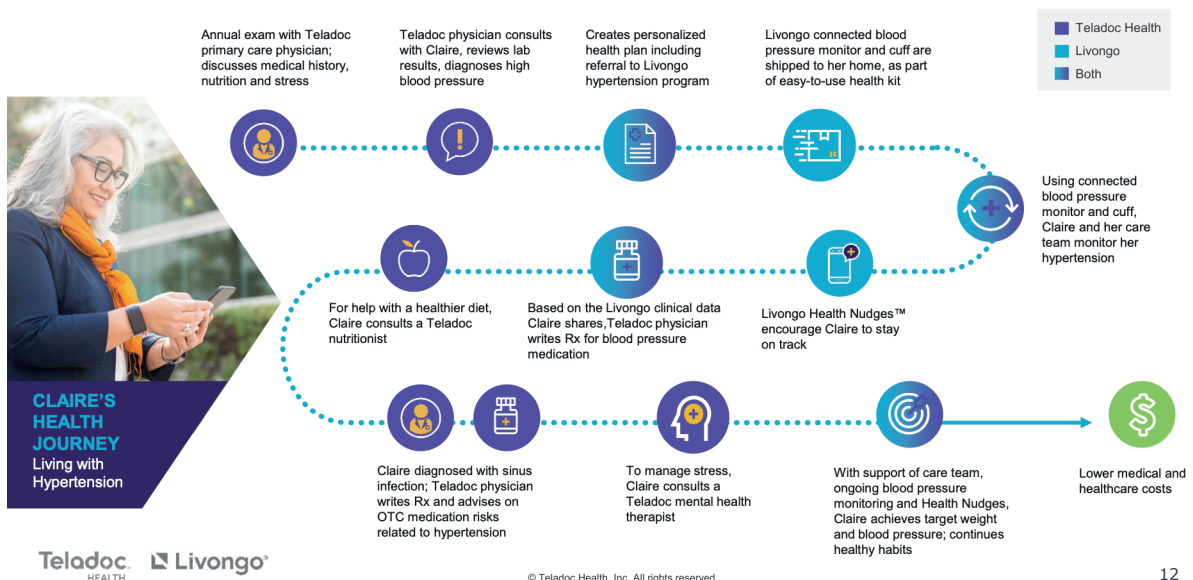 Annual exam with Teladoc
primary care physician;
discusses medical history,
nutrition and stress
Teladoc physician consults
with Claire, reviews lab
results, diagnoses high
blood pressure
Creates personalized
health plan including
referral to Livongo
hypertension program
Livongo connected blood
pressure monitor and cuff are
shipped to her home, as part
of easy-to-use health kit
Teladoc Health
Livongo
Both
Using connected
blood pressure
monitor and cuff,
Claire and her care
team monitor her
hypertension
Livongo Health Nudges™
encourage Claire to stay
on track
Based on the Livongo clinical data
Claire shares,Teladoc physician
writes Rx for blood pressure
medication
For help with a healthier diet,
Claire consults a Teladoc
nutritionist
Claire diagnosed with sinus
infection; Teladoc physician
writes Rx and advises on
OTC medication risks
related to hypertension
To manage stress,
Claire consults a
Teladoc mental health
therapist
With support of care team,
ongoing blood pressure
monitoring and Health Nudges,
Claire achieves target weight
and blood pressure; continues
healthy habits
Lower medical and
healthcare costs
CLAIRE'S
HEALTH
JOURNEY
Living with
Hypertension
Teladoc.
HEALTH
Livongo®
© Teladoc Health, Inc. All rights reserved.
12